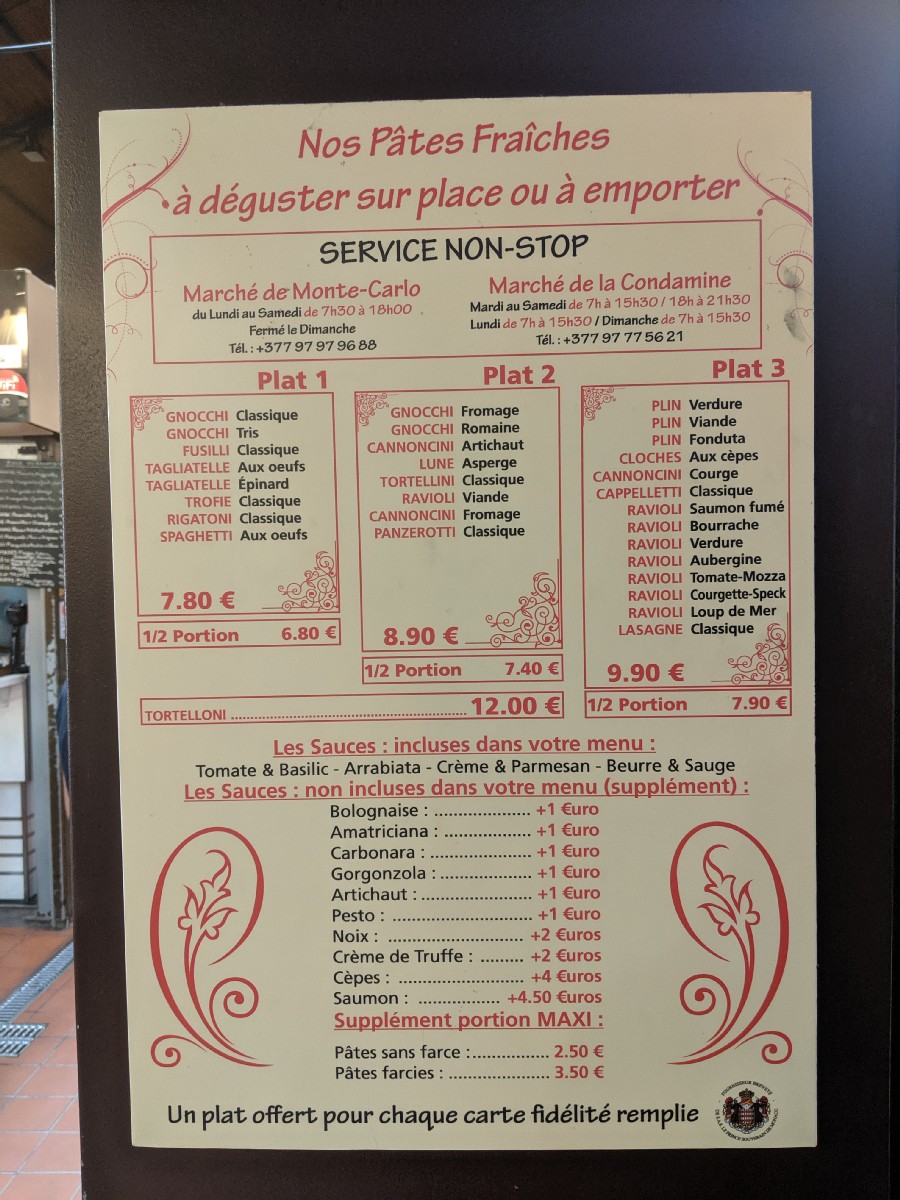 Nos Pâtes Fraîches
à déguster sur place ou à emporter
SERVICE NON-STOP
Marché de Monte-Carlo
du Lundi au Samedi de 7h30 à 18h00
Fermé le Dimanche
Tél. : +377 97 97 96 88
Marché de la Condamine
Mardi au Samedi de 7h à 15h30 / 18h à 21h30
Lundi de 7h à 15h30 / Dimanche de 7h à 15h30
Tél. : +377 97 77 56 21
Plat 1
GNOCCHI Classique
GNOCCHI Tris
FUSILLI Classique
TAGLIATELLE Aux oeufs
TAGLIATELLE Épinard
TROFIE Classique
RIGATONI Classique
SPAGHETTI Aux oeufs
7.80 €
1/2 Portion 6.80 €
Plat 2
GNOCCHI Fromage
GNOCCHI Romaine
CANNONCINI Artichaut
LUNE Asperge
TORTELLINI Classique
RAVIOLI Viande
CANNONCINI Fromage
PANZEROTTI Classique
8.90 €
1/2 Portion 7.40 €
Plat 3
PLIN Verdure
PLIN Viande
PLIN Fonduta
CLOCHES Aux cèpes
CANNONCINI Courge
CAPPELLETTI Classique
RAVIOLI Saumon fumé
RAVIOLI Bourrache
RAVIOLI Verdure
RAVIOLI Aubergine
RAVIOLI Tomate-Mozza
RAVIOLI Courgette-Speck
RAVIOLI Loup de Mer
LASAGNE Classique
9.90 €
1/2 Portion 7.90 €
TORTELLONI ........................................................ 12.00 €
Les Sauces : incluses dans votre menu :
Tomate & Basilic - Arrabiata - Crème & Parmesan - Beurre & Sauge
Les Sauces : non incluses dans votre menu (supplément) :
Bolognaise : .................... +1 €uro
Amatriciana : .................. +1 €uro
Carbonara : ..................... +1 €uro
Gorgonzola : ................... +1 €uro
Artichaut : ....................... +1 €uro
Pesto : ............................. +1 €uro
Noix : ............................ +2 €uros
Crème de Truffe : ......... +2 €uros
Cèpes : .......................... +4 €uros
Saumon : ................. +4.50 €uros
Supplément portion MAXI :
Pâtes sans farce :................ 2.50 €
Pâtes farcies : ..................... 3.50 €
Un plat offert pour chaque carte fidélité remplie
FOURNISSEUR BREVETÉ
DE S.A.S. LE PRINCE SOUVERAIN DE MONACO